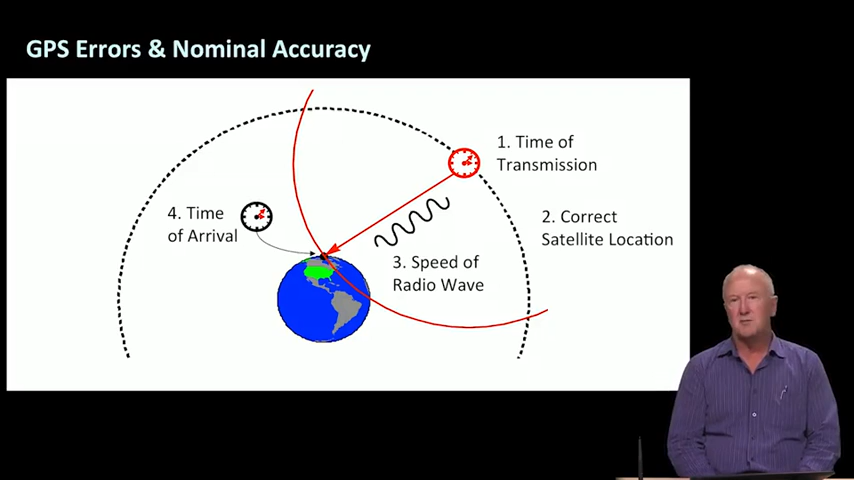 GPS Errors & Nominal Accuracy
1. Time of
Transmission
4. Time
of Arrival
2. Correct
Satellite Location
3. Speed of
Radio Wave